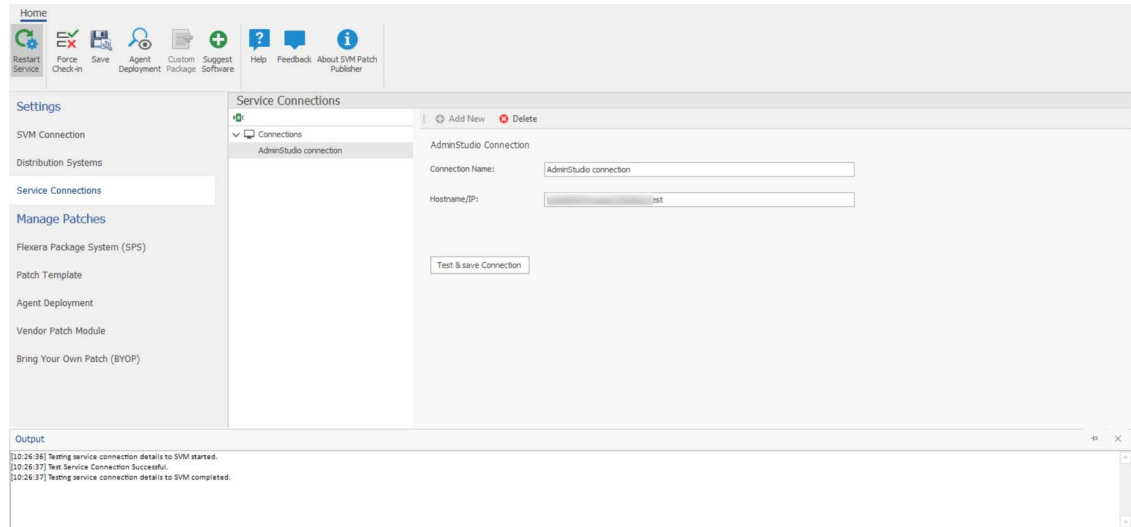 Home
Restart Service
Force Check-in
Save
Agent Deployment
Custom Package
Suggest Software
Help
Feedback
About SVM Patch Publisher
Settings
SVM Connection
Distribution Systems
Service Connections
Manage Patches
Flexera Package System (SPS)
Patch Template
Agent Deployment
Vendor Patch Module
Bring Your Own Patch (BYOP)
Service Connections
Connections
AdminStudio connection
Add New
Delete
AdminStudio Connection
Connection Name: AdminStudio connection
Hostname/IP: est
Test & save Connection
Output
[10:26:36] Testing service connection details to SVM started.
[10:26:37] Test Service Connection Successful.
[10:26:37] Testing service connection details to SVM completed.